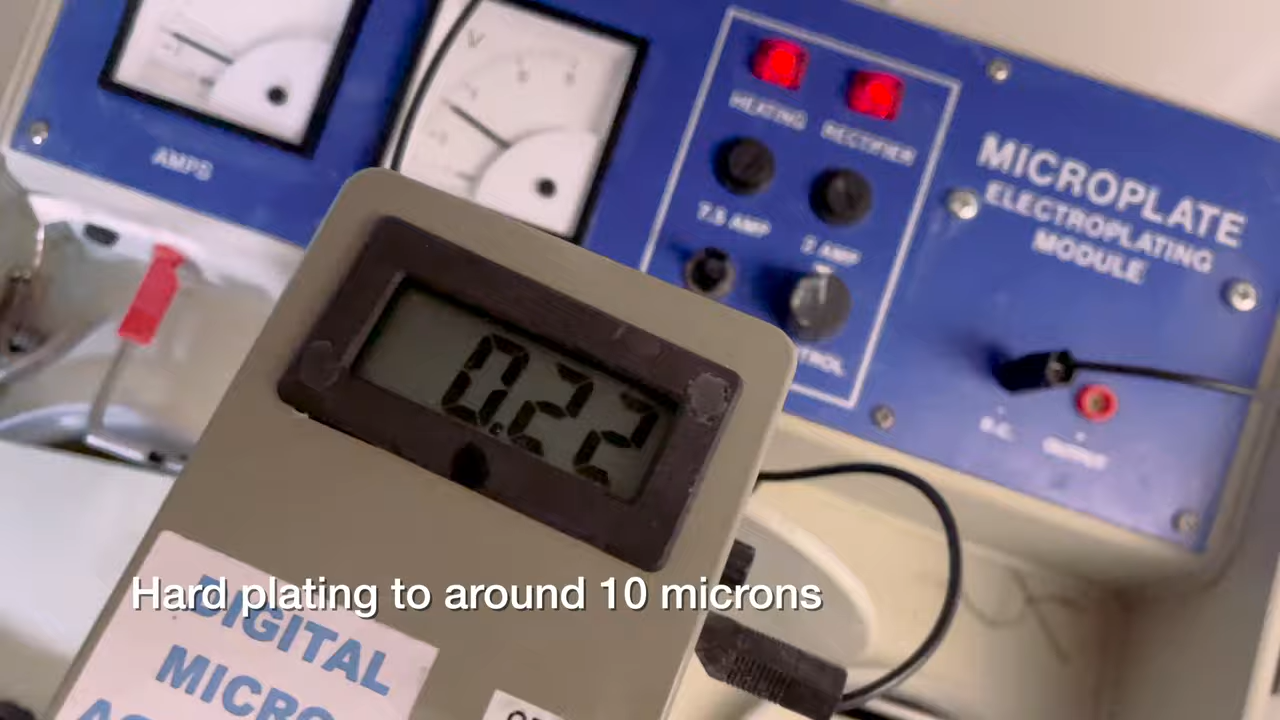 V
AMPS
HEATING
RECTIFIER
7.5 AMP
2 AMP
MICROPLATE
ELECTROPLATING
MODULE
D.C. OUTPUT
0.22
Hard plating to around 10 microns
DIGITAL
MICRO